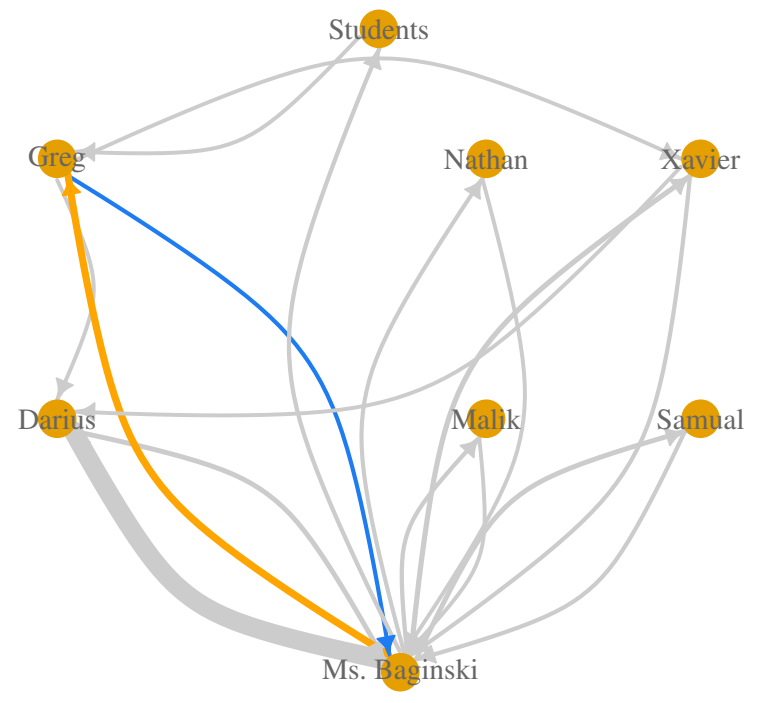 Students
Greg
Nathan
Xavier
Darius
Malik
Samual
Ms. Baginski